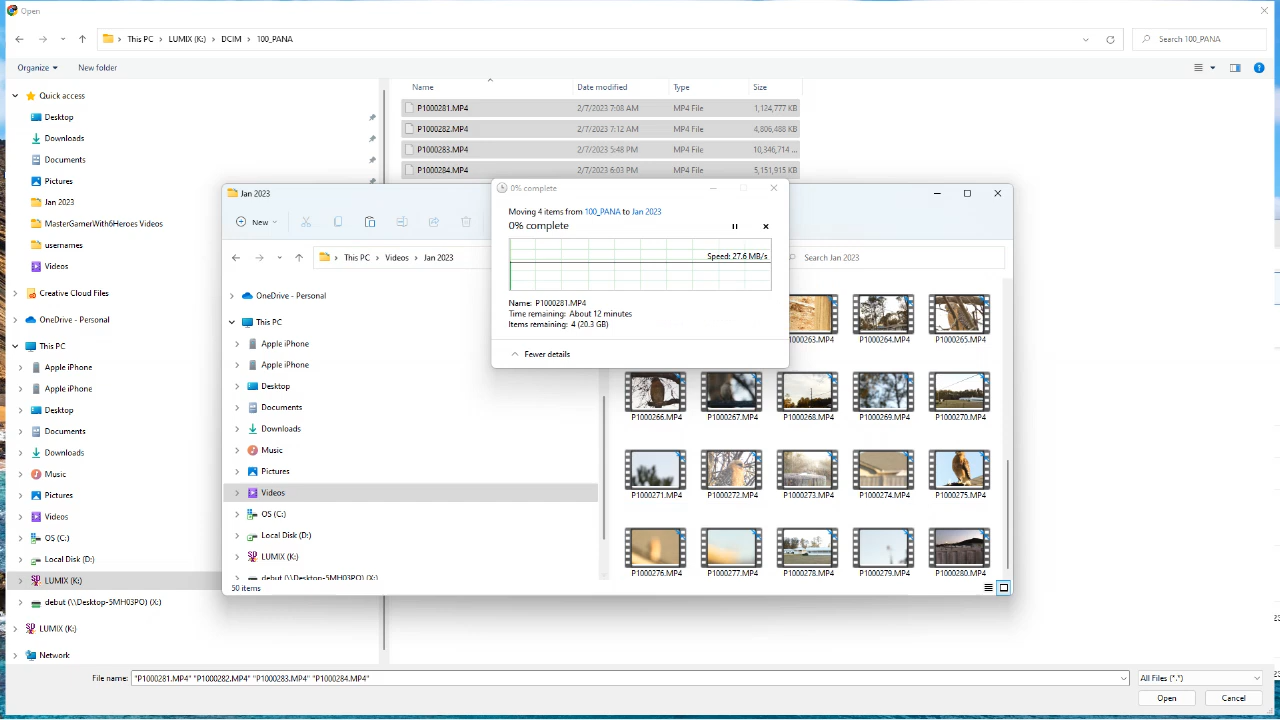 Open
This PC > LUMIX (K:) > DCIM > 100_PANA
Search 100_PANA
Organize
New folder
Quick access
Desktop
Downloads
Documents
Pictures
Jan 2023
MasterGamerWith6Heroes Videos
usernames
Videos
Creative Cloud Files
OneDrive - Personal
This PC
Apple iPhone
Apple iPhone
Desktop
Documents
Downloads
Music
Pictures
Videos
OS (C:)
Local Disk (D:)
LUMIX (K:)
debut (\\Desktop-5MH03PO) (X:)
LUMIX (K:)
Network
Name Date modified Type Size
P1000281.MP4 2/7/2023 7:08 AM MP4 File 1,124,777 KB
P1000282.MP4 2/7/2023 7:12 AM MP4 File 4,806,488 KB
P1000283.MP4 2/7/2023 5:48 PM MP4 File 10,346,714 ...
P1000284.MP4 2/7/2023 6:03 PM MP4 File 5,151,915 KB
Jan 2023
New
This PC > Videos > Jan 2023
Search Jan 2023
OneDrive - Personal
This PC
Apple iPhone
Apple iPhone
Desktop
Documents
Downloads
Music
Pictures
Videos
OS (C:)
Local Disk (D:)
LUMIX (K:)
debut (\\Desktop-5MH03PO) (X:)
50 items
0% complete
Moving 4 items from 100_PANA to Jan 2023
0% complete
Speed: 27.6 MB/s
Name: P1000281.MP4
Time remaining: About 12 minutes
Items remaining: 4 (20.3 GB)
Fewer details
000263.MP4 P1000264.MP4 P1000265.MP4
P1000266.MP4 P1000267.MP4 P1000268.MP4 P1000269.MP4 P1000270.MP4
P1000271.MP4 P1000272.MP4 P1000273.MP4 P1000274.MP4 P1000275.MP4
P1000276.MP4 P1000277.MP4 P1000278.MP4 P1000279.MP4 P1000280.MP4
File name: "P1000281.MP4" "P1000282.MP4" "P1000283.MP4" "P1000284.MP4"
All Files (*.*)
Open
Cancel